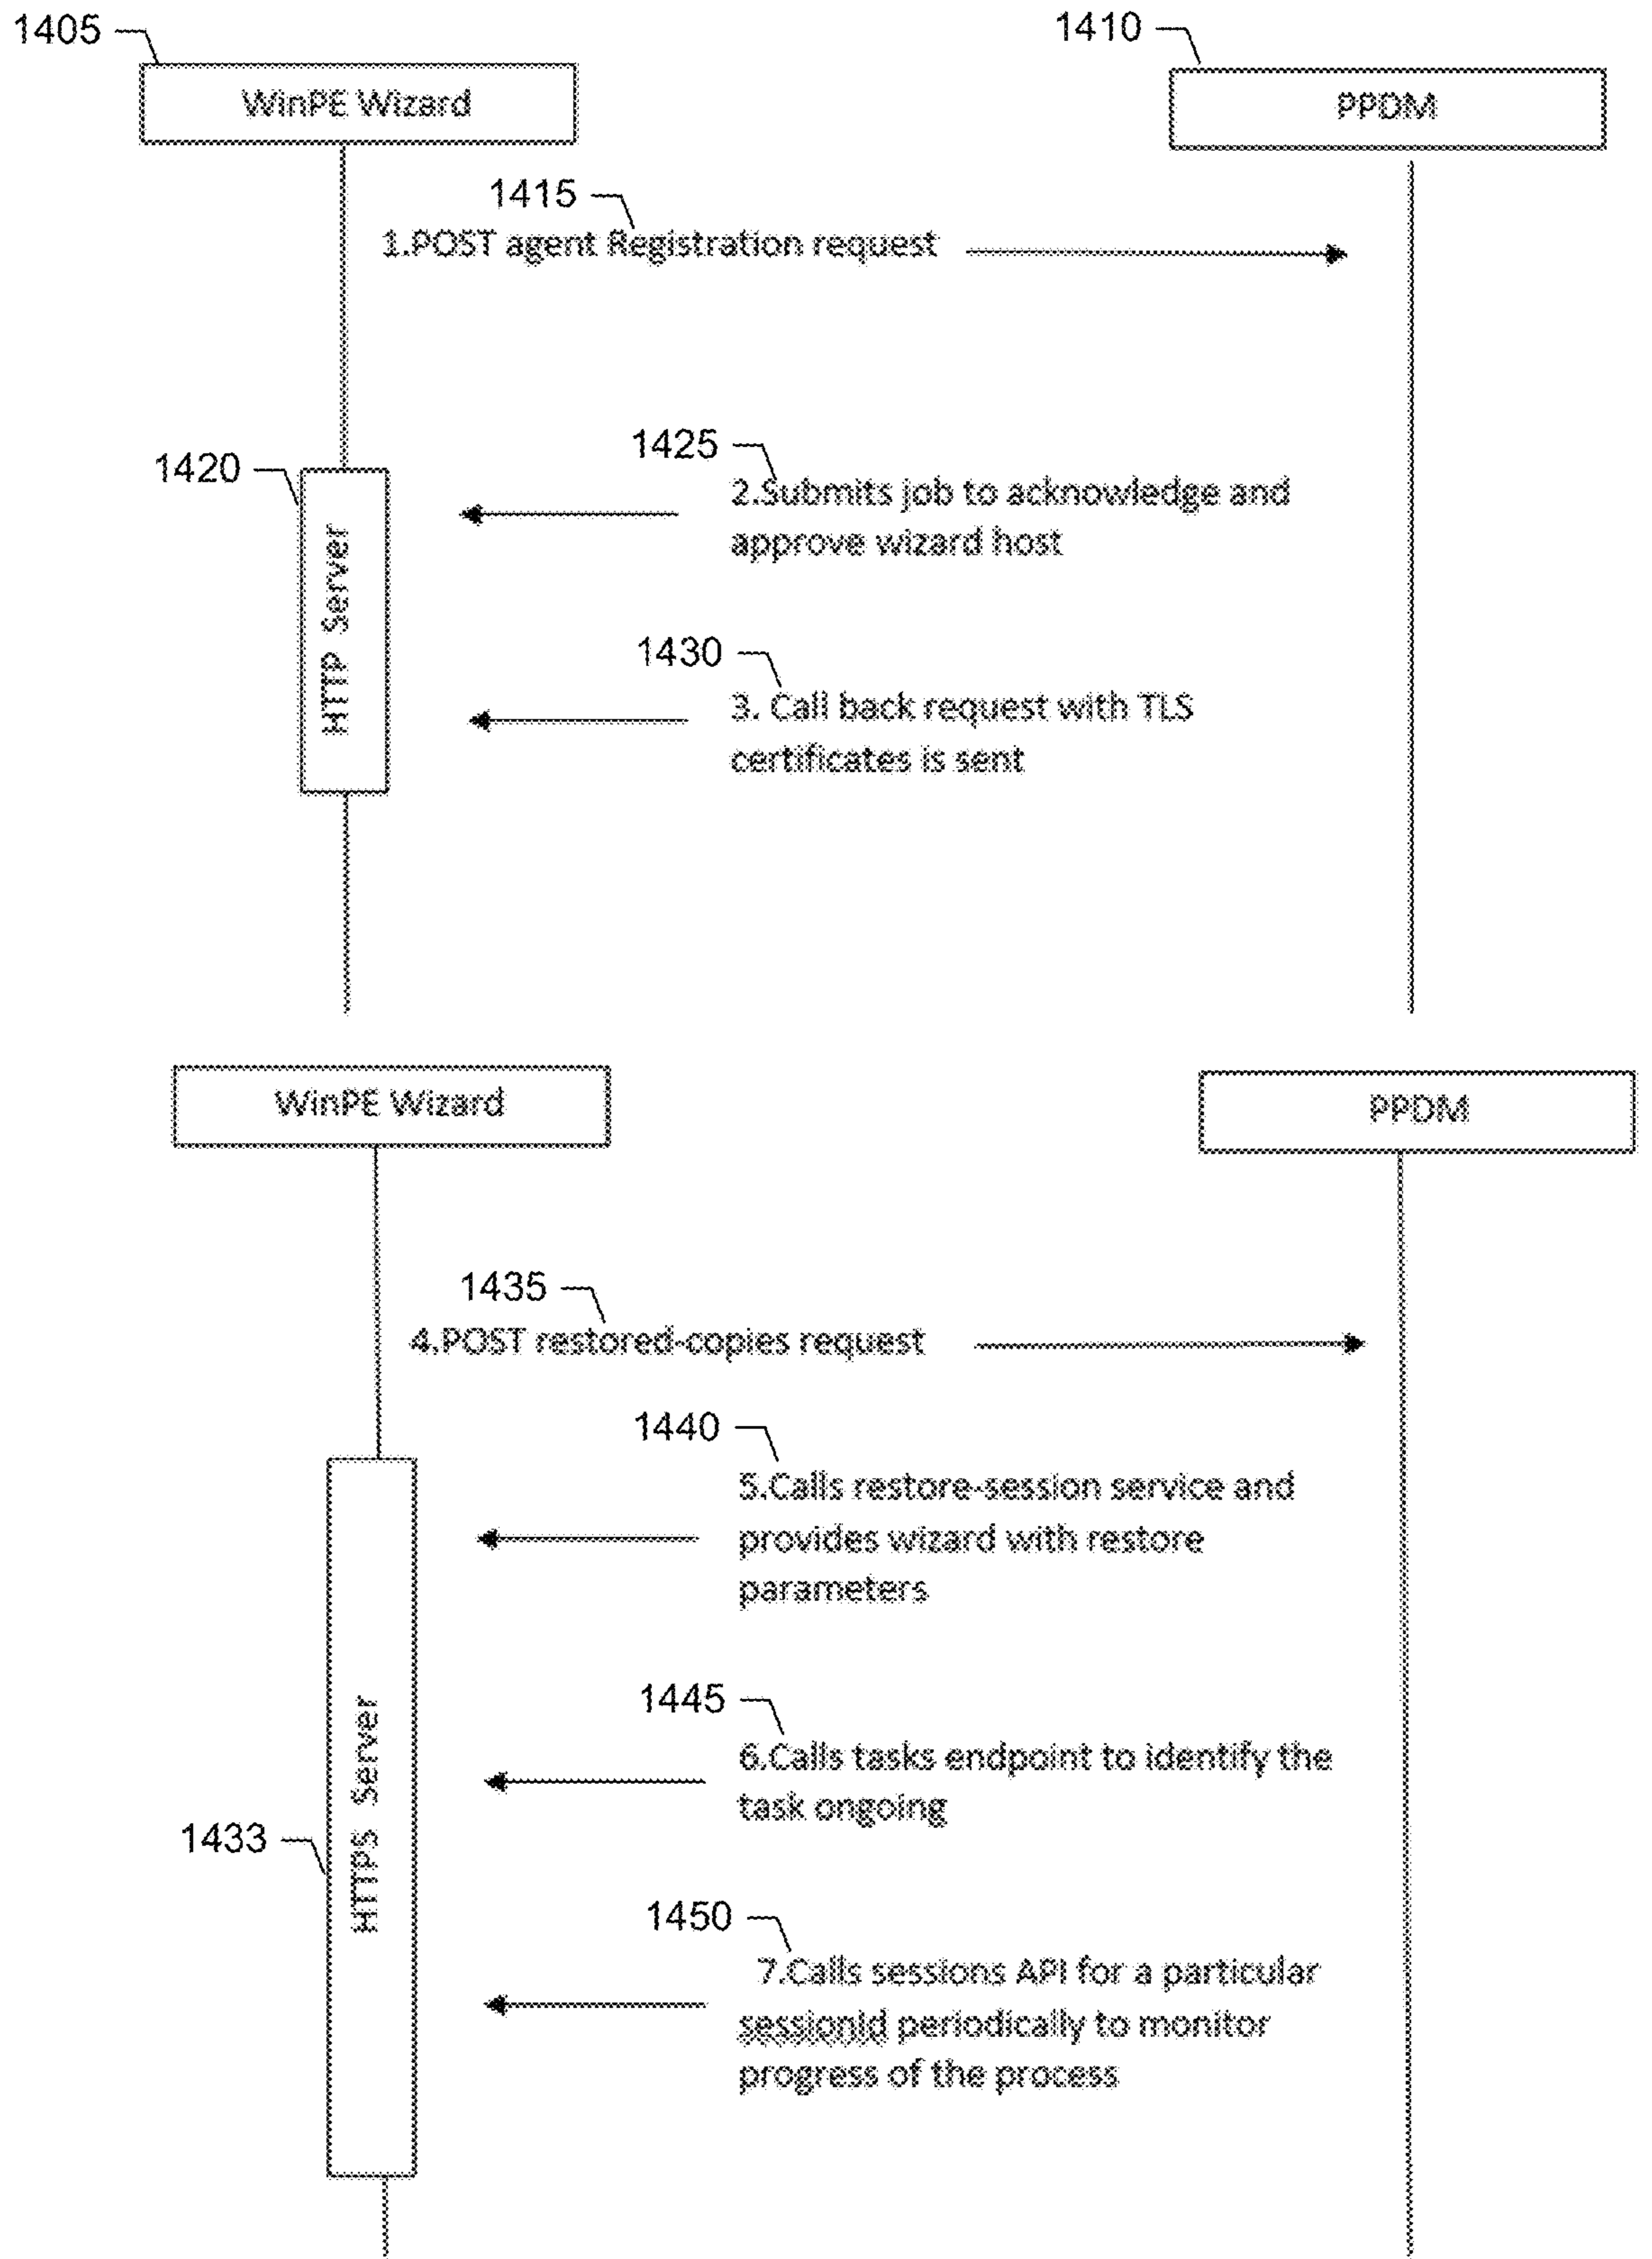 1405
1410
WinPE Wizard
PPDM
1415
1.POST agent Registration request
1425
1420
2.Submits job to acknowledge and
approve wizard host
HTTP Server
1430
3. Call back request with TLS
certificates is sent
WinPE Wizard
PPDM
1435
4.POST restored-copies request
1440
5.Calls restore-session service and
provides wizard with restore
parameters
1445
6.Calls tasks endpoint to identify the
task ongoing
HTTPS Server
1433
1450
7.Calls sessions API for a particular
sessionId periodically to monitor
progress of the process